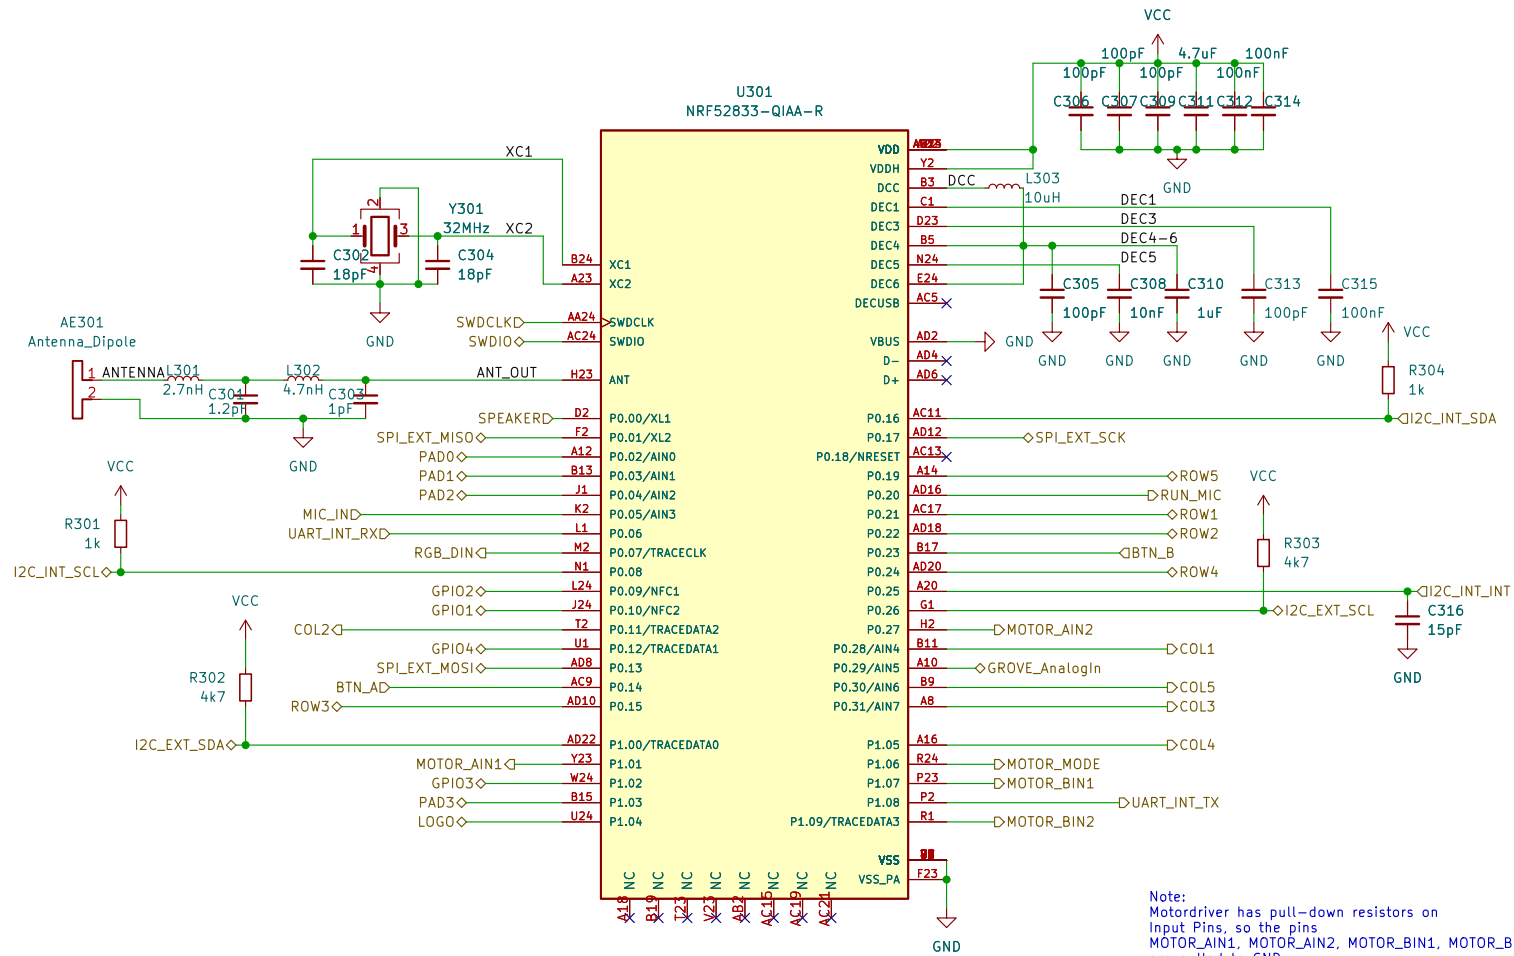 VCC
100pF 4.7uF 100nF
100pF 100pF 100nF
C306 C307 C309 C311 C312 C314
GND
U301
NRF52833-QIAA-R
XC1
XC2
Y301
32MHz
1 2 3 4
C302
18pF
C304
18pF
GND
AE301
Antenna_Dipole
1
2
ANTENNA
L301
2.7nH
L302
4.7nH
ANT_OUT
C301
1.2pF
C303
1pF
GND
SWDCLK
SWDIO
SPEAKER
SPI_EXT_MISO
PAD0
PAD1
PAD2
MIC_IN
UART_INT_RX
RGB_DIN
VCC
R301
1k
I2C_INT_SCL
GPIO2
GPIO1
COL2
GPIO4
SPI_EXT_MOSI
BTN_A
ROW3
VCC
R302
4k7
I2C_EXT_SDA
MOTOR_AIN1
GPIO3
PAD3
LOGO
B24 XC1
A23 XC2
AA24 SWDCLK
AC24 SWDIO
H23 ANT
D2 P0.00/XL1
F2 P0.01/XL2
A12 P0.02/AIN0
B13 P0.03/AIN1
J1 P0.04/AIN2
K2 P0.05/AIN3
L1 P0.06
M2 P0.07/TRACECLK
N1 P0.08
L24 P0.09/NFC1
J24 P0.10/NFC2
T2 P0.11/TRACEDATA2
U1 P0.12/TRACEDATA1
AD8 P0.13
AC9 P0.14
AD10 P0.15
AD22 P1.00/TRACEDATA0
Y23 P1.01
W24 P1.02
B15 P1.03
U24 P1.04
VDD
VDDH Y2
DCC B3 DCC
DEC1 C1 DEC1
DEC3 D23 DEC3
DEC4 B5 DEC4-6
DEC5 N24 DEC5
DEC6 E24
DECUSB AC5
VBUS AD2 GND
D- AD4
D+ AD6
L303
10uH
C305
100pF
GND
C308
10nF
GND
C310
1uF
GND
C313
100pF
GND
C315
100nF
GND
VCC
R304
1k
P0.16 AC11 I2C_INT_SDA
P0.17 AD12 SPI_EXT_SCK
P0.18/NRESET AC13
P0.19 A14 ROW5
P0.20 AD16 RUN_MIC
P0.21 AC17 ROW1
P0.22 AD18 ROW2
P0.23 B17 BTN_B
P0.24 AD20 ROW4
P0.25 A20 I2C_INT_INT
P0.26 G1 I2C_EXT_SCL
P0.27 H2 MOTOR_AIN2
P0.28/AIN4 B11 COL1
P0.29/AIN5 A10 GROVE_AnalogIn
P0.30/AIN6 B9 COL5
P0.31/AIN7 A8 COL3
P1.05 A16 COL4
P1.06 R24 MOTOR_MODE
P1.07 P23 MOTOR_BIN1
P1.08 P2 UART_INT_TX
P1.09/TRACEDATA3 R1 MOTOR_BIN2
VCC
R303
4k7
C316
15pF
GND
VSS
VSS_PA F23
GND
NC NC NC NC NC NC NC NC
A18 B19 T23 V23 AB2 AC15 AC19 AC21
Note:
Motordriver has pull-down resistors on
Input Pins, so the pins
MOTOR_AIN1, MOTOR_AIN2, MOTOR_BIN1, MOTOR_B